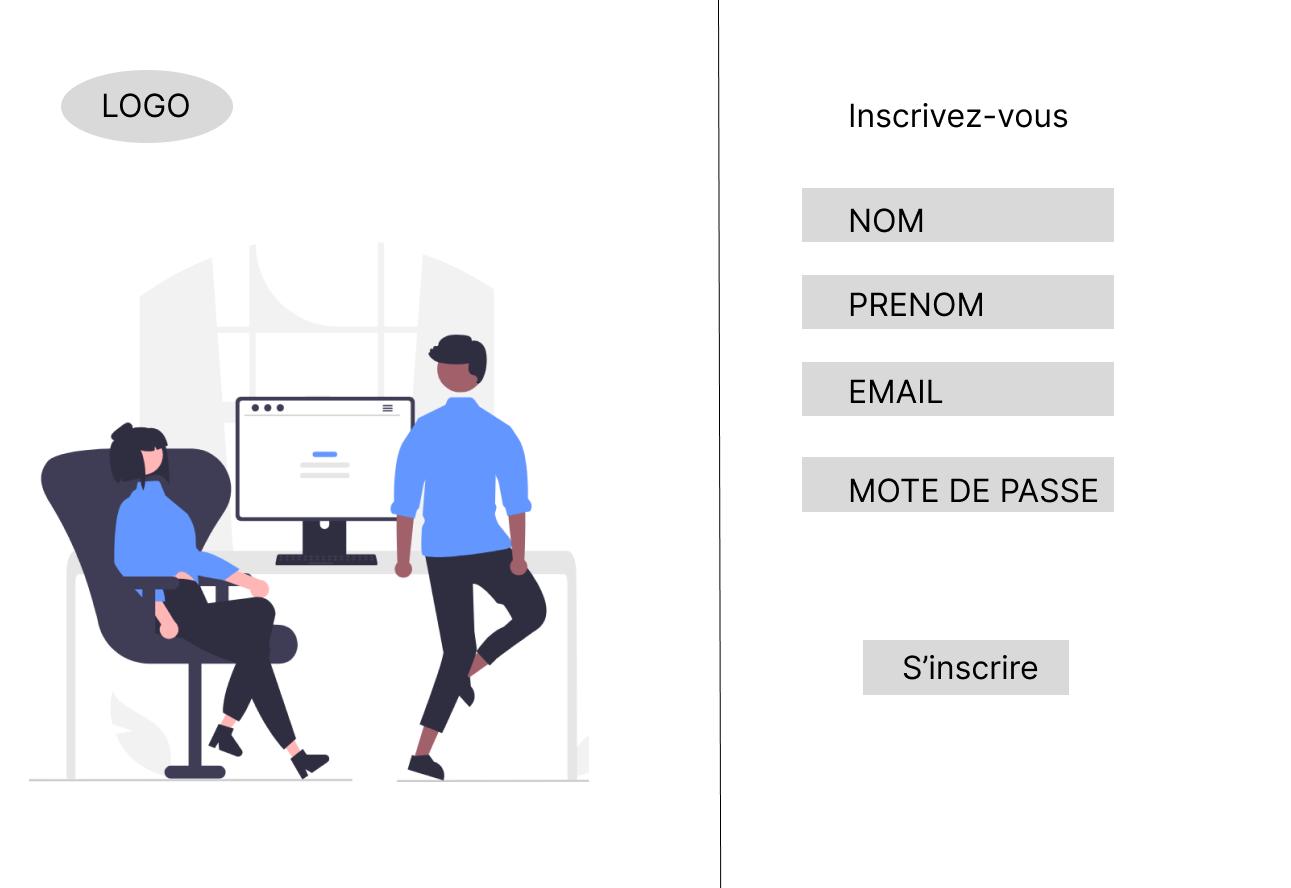 LOGO
Inscrivez-vous
NOM
PRENOM
EMAIL
MOTE DE PASSE
S’inscrire